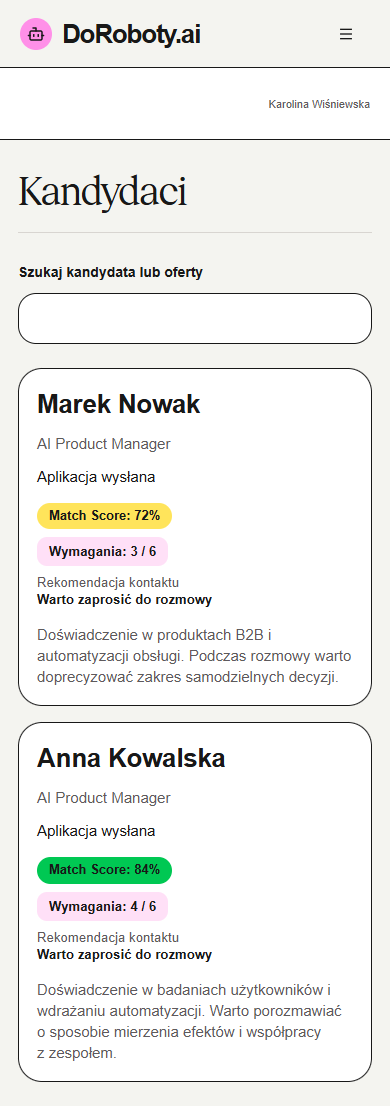 DoRoboty.ai
Karolina Wiśniewska
Kandydaci
Szukaj kandydata lub oferty
Marek Nowak
AI Product Manager
Aplikacja wysłana
Match Score: 72%
Wymagania: 3 / 6
Rekomendacja kontaktu
Warto zaprosić do rozmowy
Doświadczenie w produktach B2B i
automatyzacji obsługi. Podczas rozmowy warto
doprecyzować zakres samodzielnych decyzji.
Anna Kowalska
AI Product Manager
Aplikacja wysłana
Match Score: 84%
Wymagania: 4 / 6
Rekomendacja kontaktu
Warto zaprosić do rozmowy
Doświadczenie w badaniach użytkowników i
wdrażaniu automatyzacji. Warto porozmawiać
o sposobie mierzenia efektów i współpracy
z zespołem.